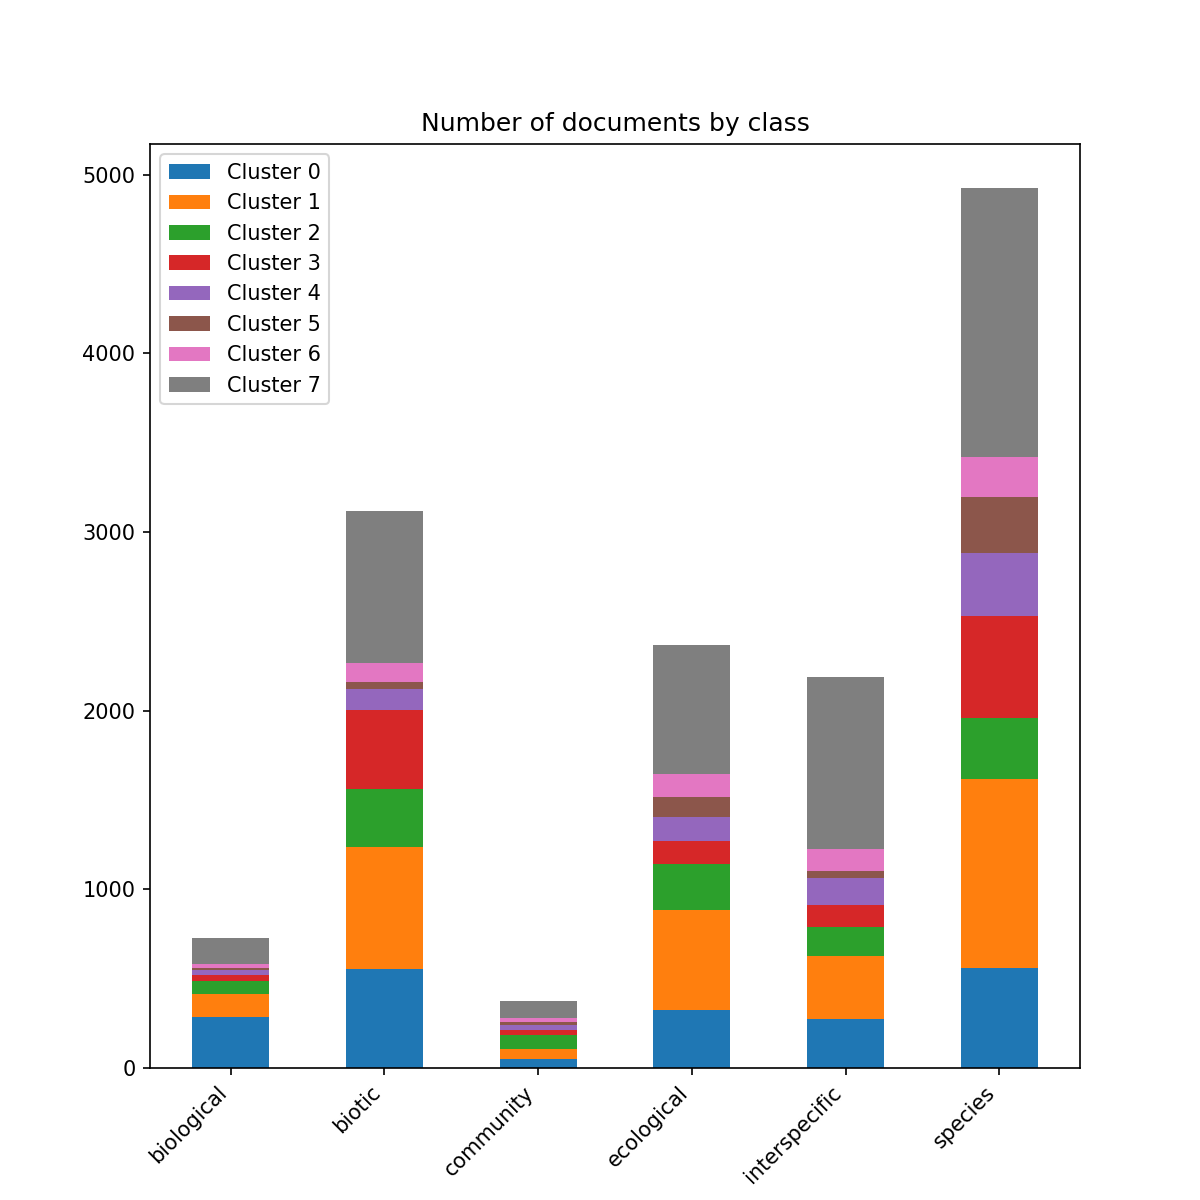 Number of documents by class
5000
4000
3000
2000
1000
0
Cluster 0
Cluster 1
Cluster 2
Cluster 3
Cluster 4
Cluster 5
Cluster 6
Cluster 7
biological
biotic
community
ecological
interspecific
species